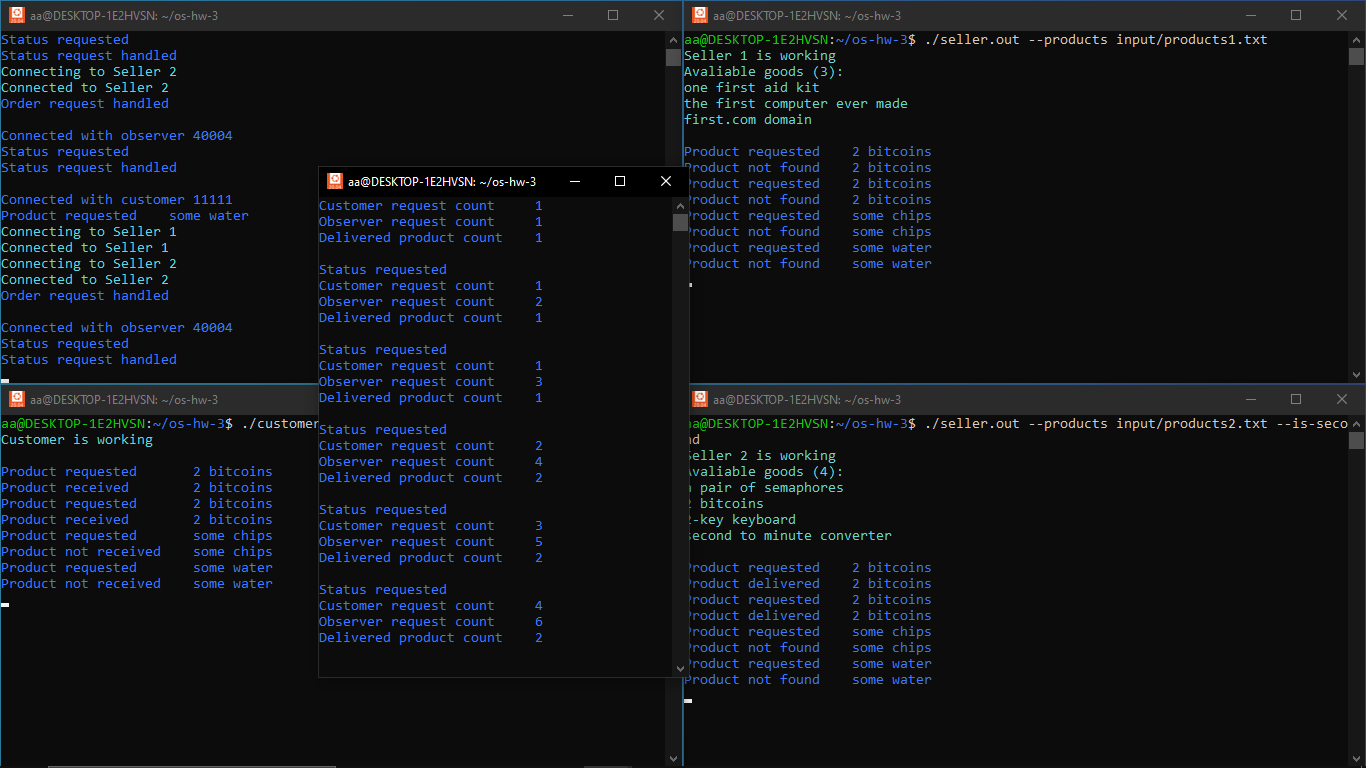 aa@DESKTOP-1E2HVSN: ~/os-hw-3
Status requested
Status request handled
Connecting to Seller 2
Connected to Seller 2
Order request handled
Connected with observer 40004
Status requested
Status request handled
Connected with customer 11111
Product requested    some water
Connecting to Seller 1
Connected to Seller 1
Connecting to Seller 2
Connected to Seller 2
Order request handled
Connected with observer 40004
Status requested
Status request handled
aa@DESKTOP-1E2HVSN: ~/os-hw-3
aa@DESKTOP-1E2HVSN:~/os-hw-3$ ./seller.out --products input/products1.txt
Seller 1 is working
Avaliable goods (3):
one first aid kit
the first computer ever made
first.com domain
Product requested    2 bitcoins
Product not found    2 bitcoins
Product requested    2 bitcoins
Product not found    2 bitcoins
Product requested    some chips
Product not found    some chips
Product requested    some water
Product not found    some water
aa@DESKTOP-1E2HVSN: ~/os-hw-3
Customer request count     1
Observer request count     1
Delivered product count    1
Status requested
Customer request count     1
Observer request count     2
Delivered product count    1
Status requested
Customer request count     1
Observer request count     3
Delivered product count    1
Status requested
Customer request count     2
Observer request count     4
Delivered product count    2
Status requested
Customer request count     3
Observer request count     5
Delivered product count    2
Status requested
Customer request count     4
Observer request count     6
Delivered product count    2
aa@DESKTOP-1E2HVSN: ~/os-hw-3
aa@DESKTOP-1E2HVSN:~/os-hw-3$ ./customer
Customer is working
Product requested       2 bitcoins
Product received        2 bitcoins
Product requested       2 bitcoins
Product received        2 bitcoins
Product requested       some chips
Product not received    some chips
Product requested       some water
Product not received    some water
aa@DESKTOP-1E2HVSN: ~/os-hw-3
aa@DESKTOP-1E2HVSN:~/os-hw-3$ ./seller.out --products input/products2.txt --is-seco
nd
Seller 2 is working
Avaliable goods (4):
a pair of semaphores
2 bitcoins
2-key keyboard
second to minute converter
Product requested    2 bitcoins
Product delivered    2 bitcoins
Product requested    2 bitcoins
Product delivered    2 bitcoins
Product requested    some chips
Product not found    some chips
Product requested    some water
Product not found    some water